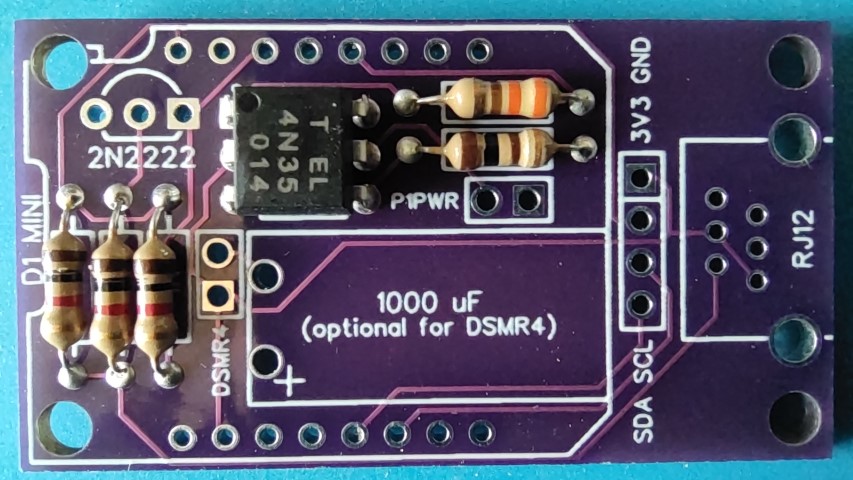 3V3 GND
2N2222
T EL
4N35
014
P1PWR
D1 MINI
RJ12
1000 uF
(optional for DSMR4)
DSMR4
+
SDA SCL